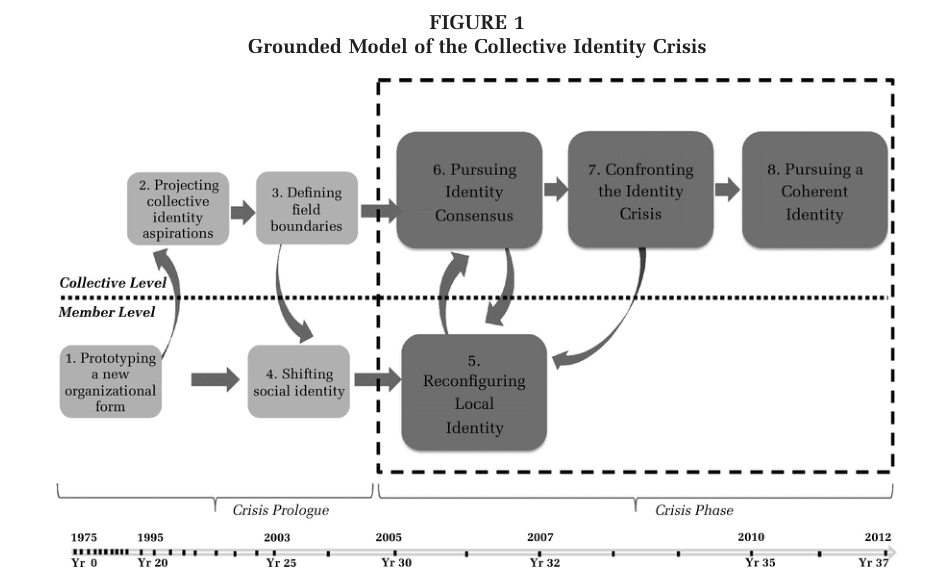 FIGURE 1
Grounded Model of the Collective Identity Crisis
2. Projecting
collective
identity
aspirations
3. Defining
field
boundaries
6. Pursuing
Identity
Consensus
7. Confronting
the Identity
Crisis
8. Pursuing a
Coherent
Identity
Collective Level
Member Level
1. Prototyping
a new
organizational
form
4. Shifting
social identity
5.
Reconfiguring
Local
Identity
Crisis Prologue
Crisis Phase
1975 1995 2003 2005 2007 2010 2012
Yr 0 Yr 20 Yr 25 Yr 30 Yr 32 Yr 35 Yr 37